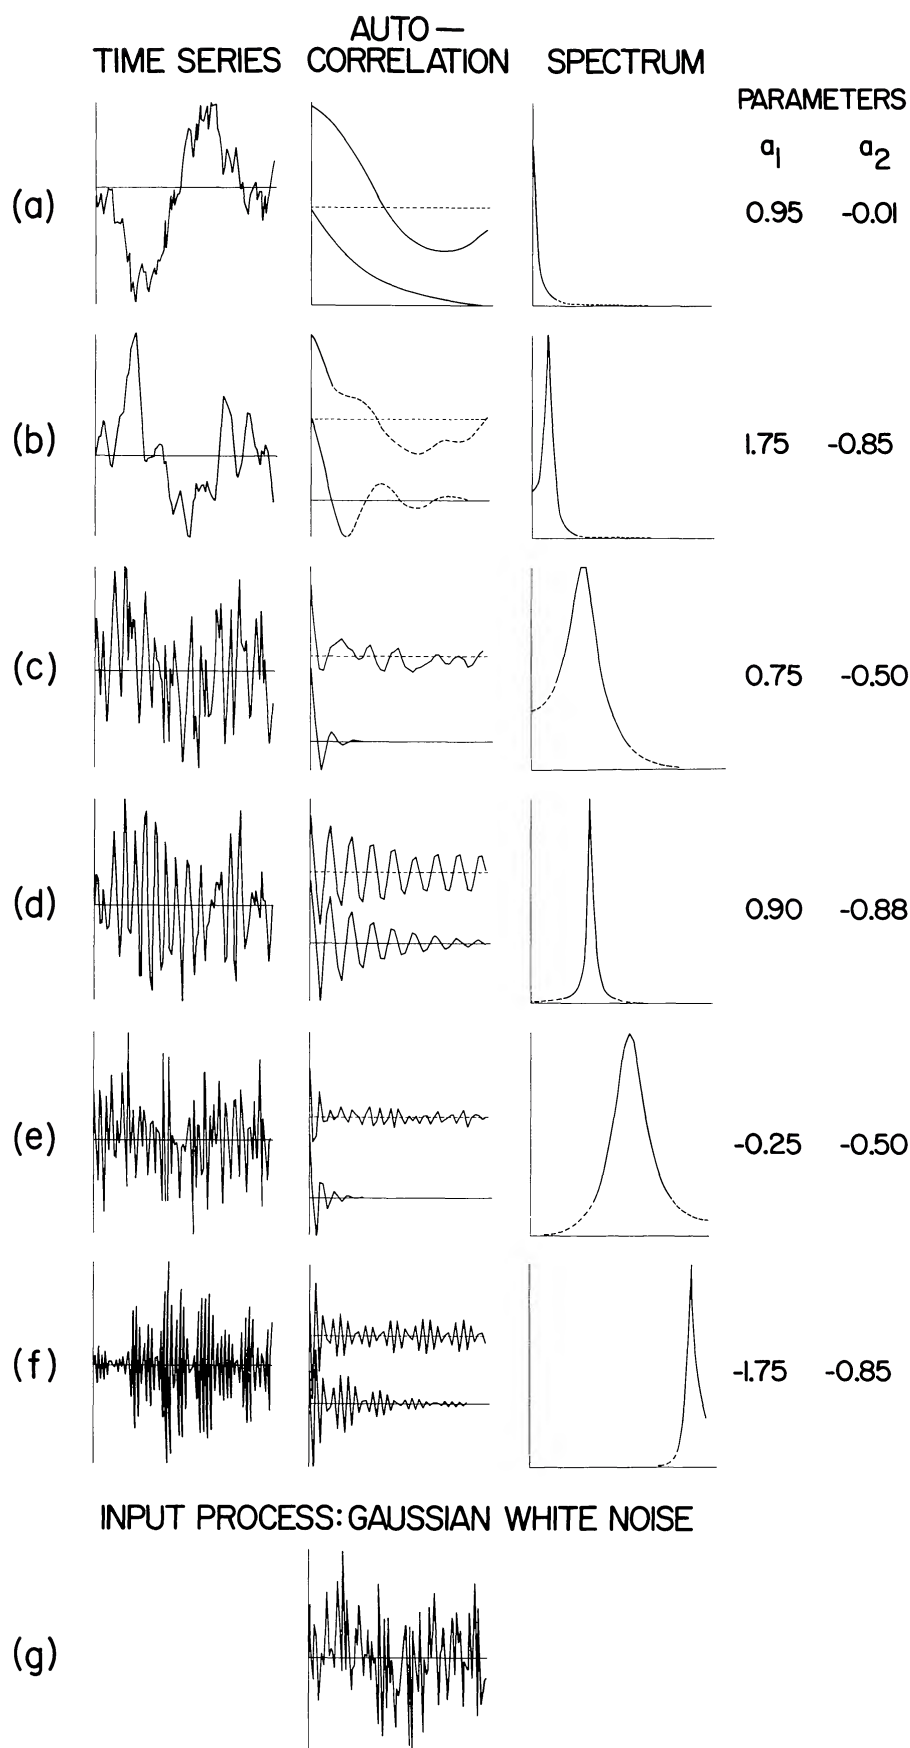 AUTO—
TIME SERIES CORRELATION SPECTRUM
PARAMETERS
a1 a2
(a) 0.95 -0.01
(b) 1.75 -0.85
(c) 0.75 -0.50
(d) 0.90 -0.88
(e) -0.25 -0.50
(f) -1.75 -0.85
INPUT PROCESS: GAUSSIAN WHITE NOISE
(g)